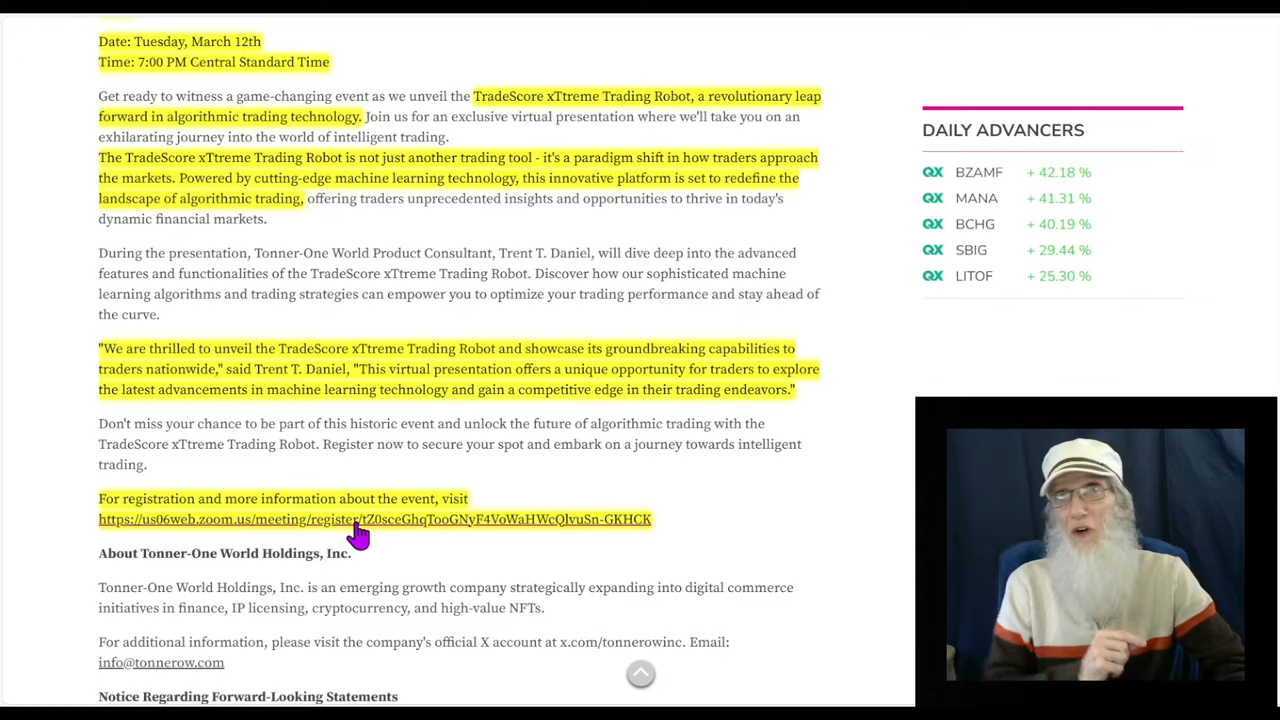 Date: Tuesday, March 12th
Time: 7:00 PM Central Standard Time
Get ready to witness a game-changing event as we unveil the TradeScore xTtreme Trading Robot, a revolutionary leap
forward in algorithmic trading technology. Join us for an exclusive virtual presentation where we'll take you on an
exhilarating journey into the world of intelligent trading.
The TradeScore xTtreme Trading Robot is not just another trading tool - it's a paradigm shift in how traders approach
the markets. Powered by cutting-edge machine learning technology, this innovative platform is set to redefine the
landscape of algorithmic trading, offering traders unprecedented insights and opportunities to thrive in today's
dynamic financial markets.
During the presentation, Tonner-One World Product Consultant, Trent T. Daniel, will dive deep into the advanced
features and functionalities of the TradeScore xTtreme Trading Robot. Discover how our sophisticated machine
learning algorithms and trading strategies can empower you to optimize your trading performance and stay ahead of
the curve.
"We are thrilled to unveil the TradeScore xTtreme Trading Robot and showcase its groundbreaking capabilities to
traders nationwide," said Trent T. Daniel, "This virtual presentation offers a unique opportunity for traders to explore
the latest advancements in machine learning technology and gain a competitive edge in their trading endeavors."
Don't miss your chance to be part of this historic event and unlock the future of algorithmic trading with the
TradeScore xTtreme Trading Robot. Register now to secure your spot and embark on a journey towards intelligent
trading.
For registration and more information about the event, visit
https://us06web.zoom.us/meeting/register/tZ0sceGhqTooGNyF4VoWaHWcQlvuSn-GKHCK
About Tonner-One World Holdings, Inc.
Tonner-One World Holdings, Inc. is an emerging growth company strategically expanding into digital commerce
initiatives in finance, IP licensing, cryptocurrency, and high-value NFTs.
For additional information, please visit the company's official X account at x.com/tonnerowinc. Email:
info@tonnerow.com
Notice Regarding Forward-Looking Statements
DAILY ADVANCERS
QX BZAMF + 42.18 %
QX MANA + 41.31 %
QX BCHG + 40.19 %
QX SBIG + 29.44 %
QX LITOF + 25.30 %